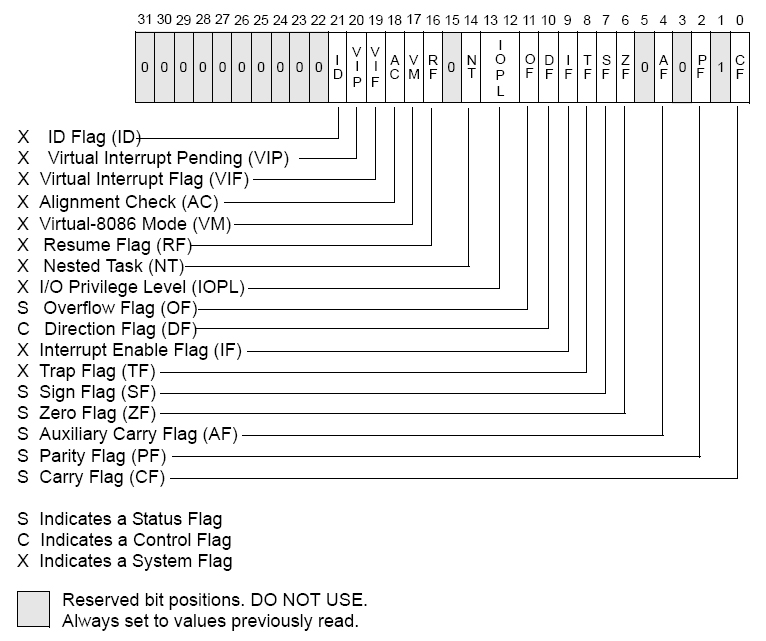 31 30 29 28 27 26 25 24 23 22 21 20 19 18 17 16 15 14 13 12 11 10 9 8 7 6 5 4 3 2 1 0
0 0 0 0 0 0 0 0 0 0 ID VIP VIF AC VM RF 0 NT IOPL OF DF IF TF SF ZF 0 AF 0 PF 1 CF
X ID Flag (ID)
X Virtual Interrupt Pending (VIP)
X Virtual Interrupt Flag (VIF)
X Alignment Check (AC)
X Virtual-8086 Mode (VM)
X Resume Flag (RF)
X Nested Task (NT)
X I/O Privilege Level (IOPL)
S Overflow Flag (OF)
C Direction Flag (DF)
X Interrupt Enable Flag (IF)
X Trap Flag (TF)
S Sign Flag (SF)
S Zero Flag (ZF)
S Auxiliary Carry Flag (AF)
S Parity Flag (PF)
S Carry Flag (CF)
S Indicates a Status Flag
C Indicates a Control Flag
X Indicates a System Flag
Reserved bit positions. DO NOT USE.
Always set to values previously read.